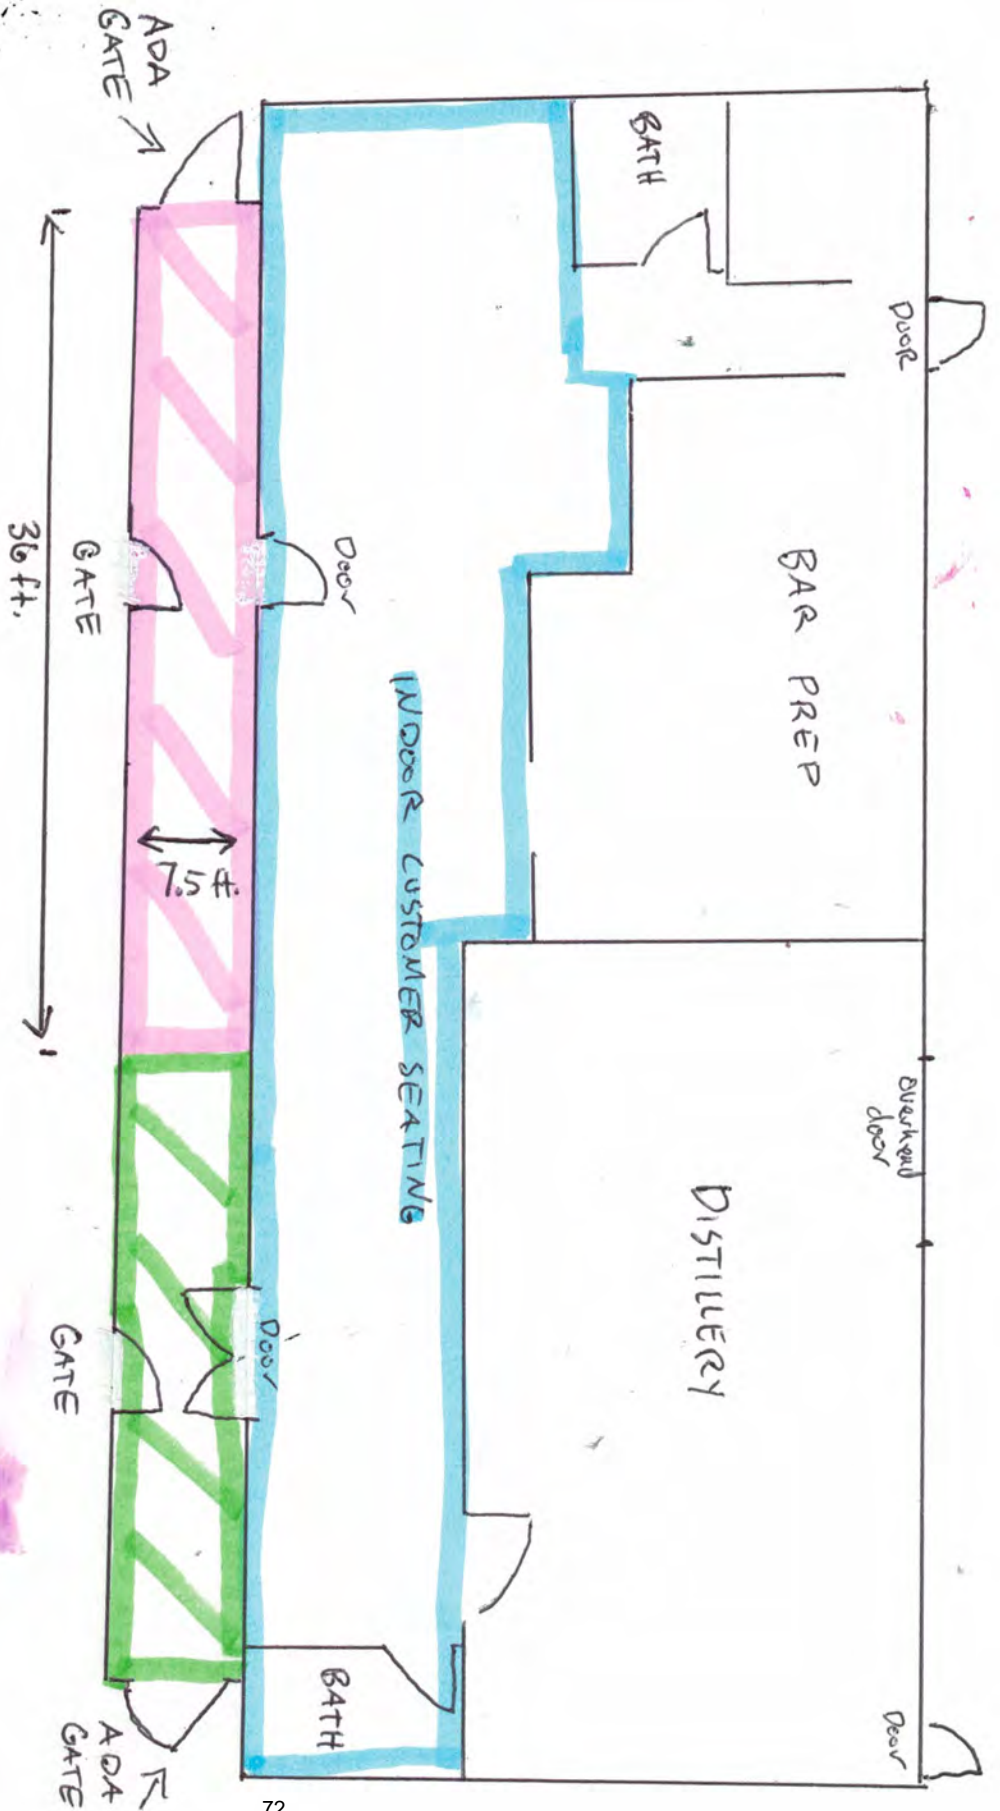 ADA
GATE
BATH
DOOR
Door
GATE
36 ft.
BAR PREP
7.5 ft.
INDOOR CUSTOMER SEATING
overhead
door
DISTILLERY
Door
GATE
BATH
Door
ADA
GATE
72